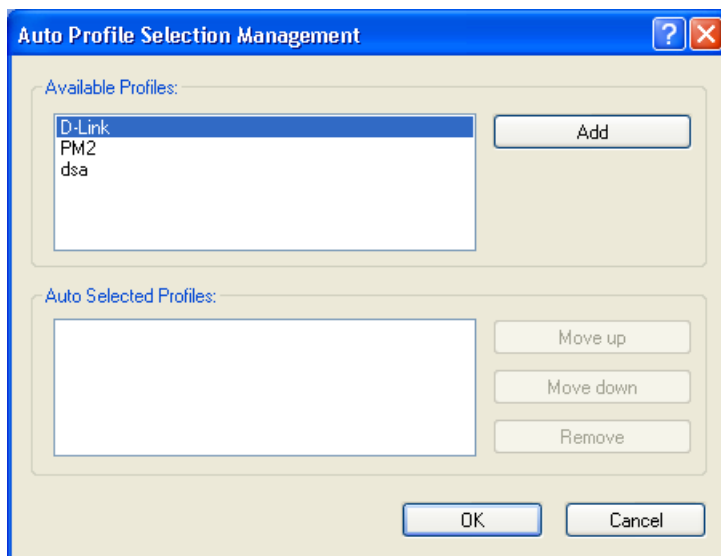 Auto Profile Selection Management
Available Profiles:
D-Link
PM2
dsa
Add
Auto Selected Profiles:
Move up
Move down
Remove
OK
Cancel